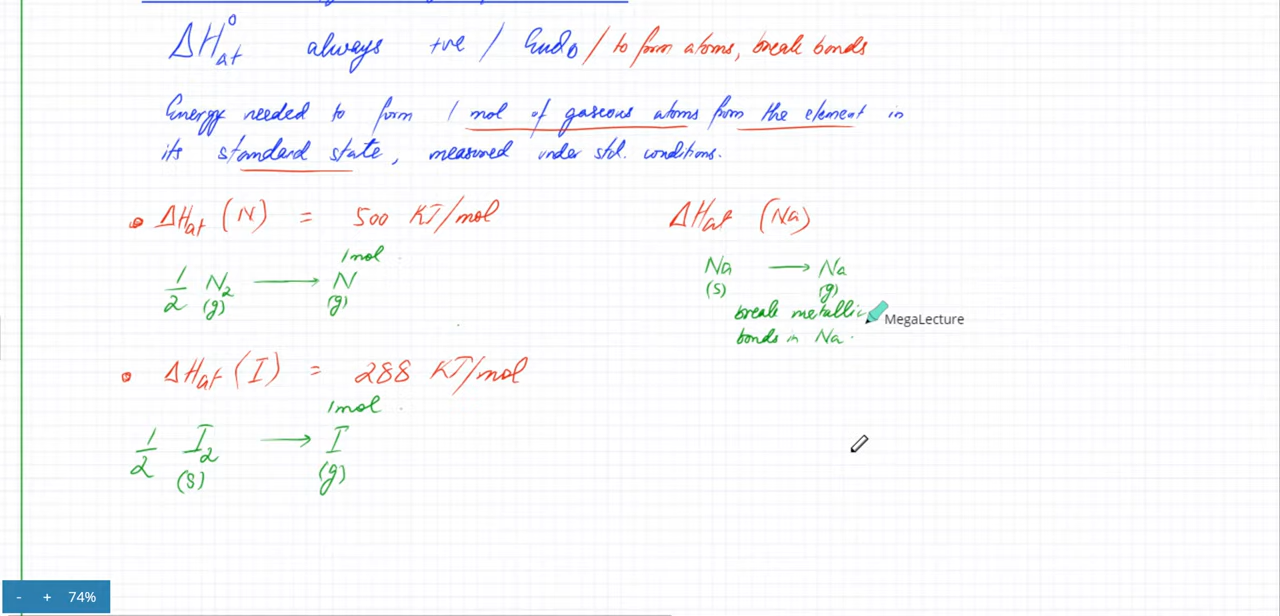 ΔH°at always +ve / Endo / to form atoms, break bonds
Energy needed to form 1 mol of gaseous atoms from the element in
its standard state, measured under std. conditions.
• ΔHat (N) = 500 KJ/mol
1mol
1/2 N2 (g) → N (g)
• ΔHat (I) = 288 KJ/mol
1mol
1/2 I2 (s) → I (g)
ΔHat (Na)
Na (s) → Na (g)
break metallic
bonds in Na.
MegaLecture
- + 74%